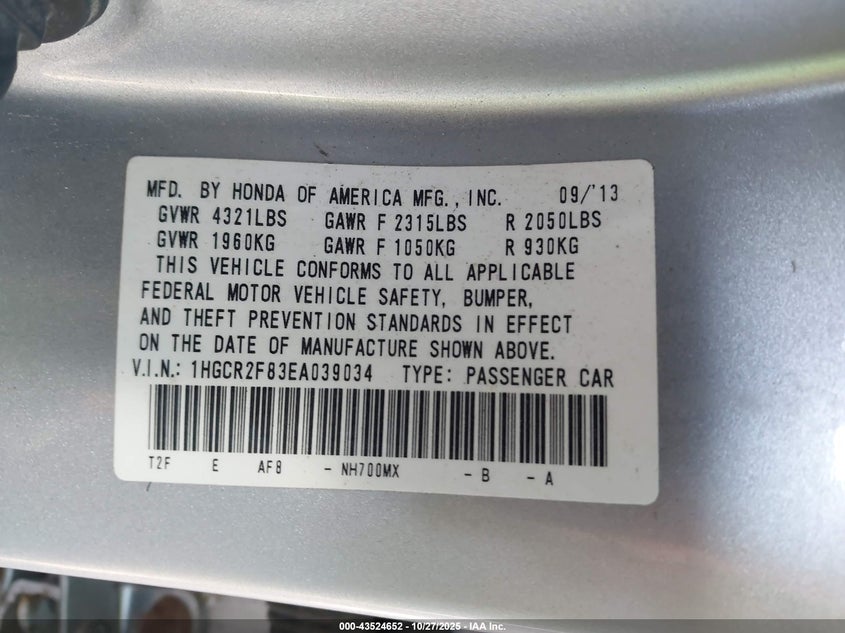 MFD. BY HONDA OF AMERICA MFG., INC. 09/'13
GVWR 4321LBS GAWR F 2315LBS R 2050LBS
GVWR 1960KG GAWR F 1050KG R 930KG
THIS VEHICLE CONFORMS TO ALL APPLICABLE
FEDERAL MOTOR VEHICLE SAFETY, BUMPER,
AND THEFT PREVENTION STANDARDS IN EFFECT
ON THE DATE OF MANUFACTURE SHOWN ABOVE.
V.I.N.: 1HGCR2F83EA039034 TYPE: PASSENGER CAR
T2F E AF8 - NH700MX - B - A
000-43524652 - 10/27/2025 - IAA Inc.